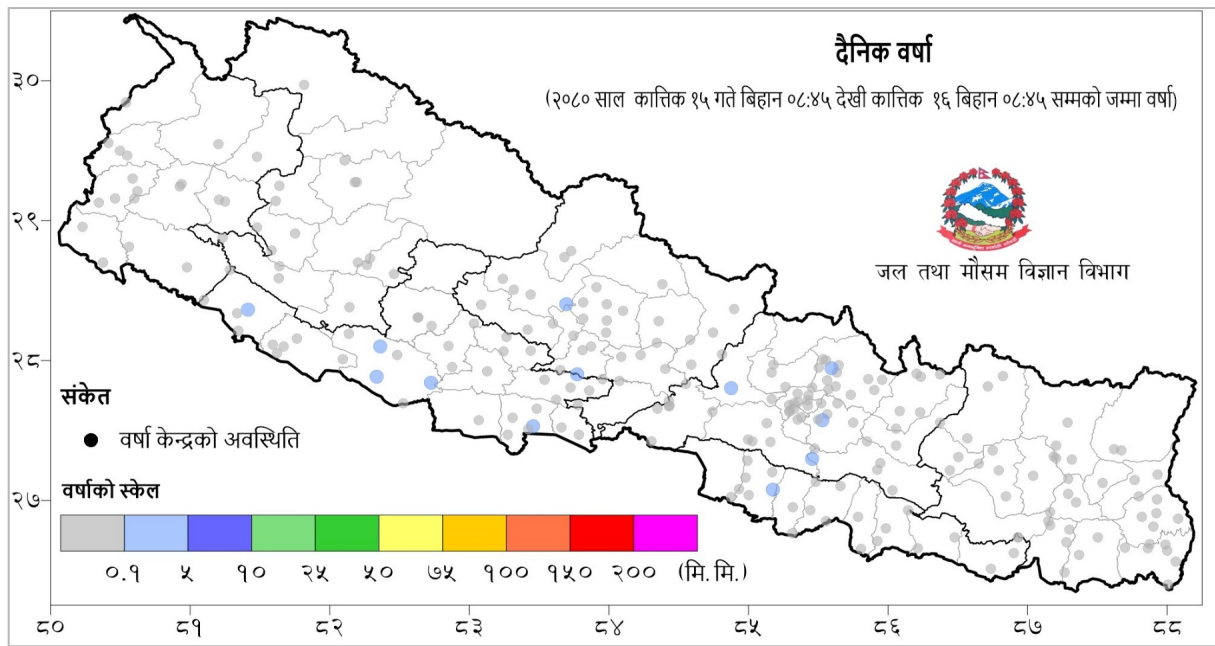 दैनिक वर्षा
(२०८० साल कात्तिक १५ गते बिहान ०८:४५ देखी कात्तिक १६ बिहान ०८:४५ सम्मको जम्मा वर्षा)
जल तथा मौसम विज्ञान विभाग
३०
२९
२८
२७
संकेत
वर्षा केन्द्रको अवस्थिति
वर्षाको स्केल
०.१ ५ १० २५ ५० ७५ १०० १५० २०० (मि.मि.)
८० ८१ ८२ ८३ ८४ ८५ ८६ ८७ ८८